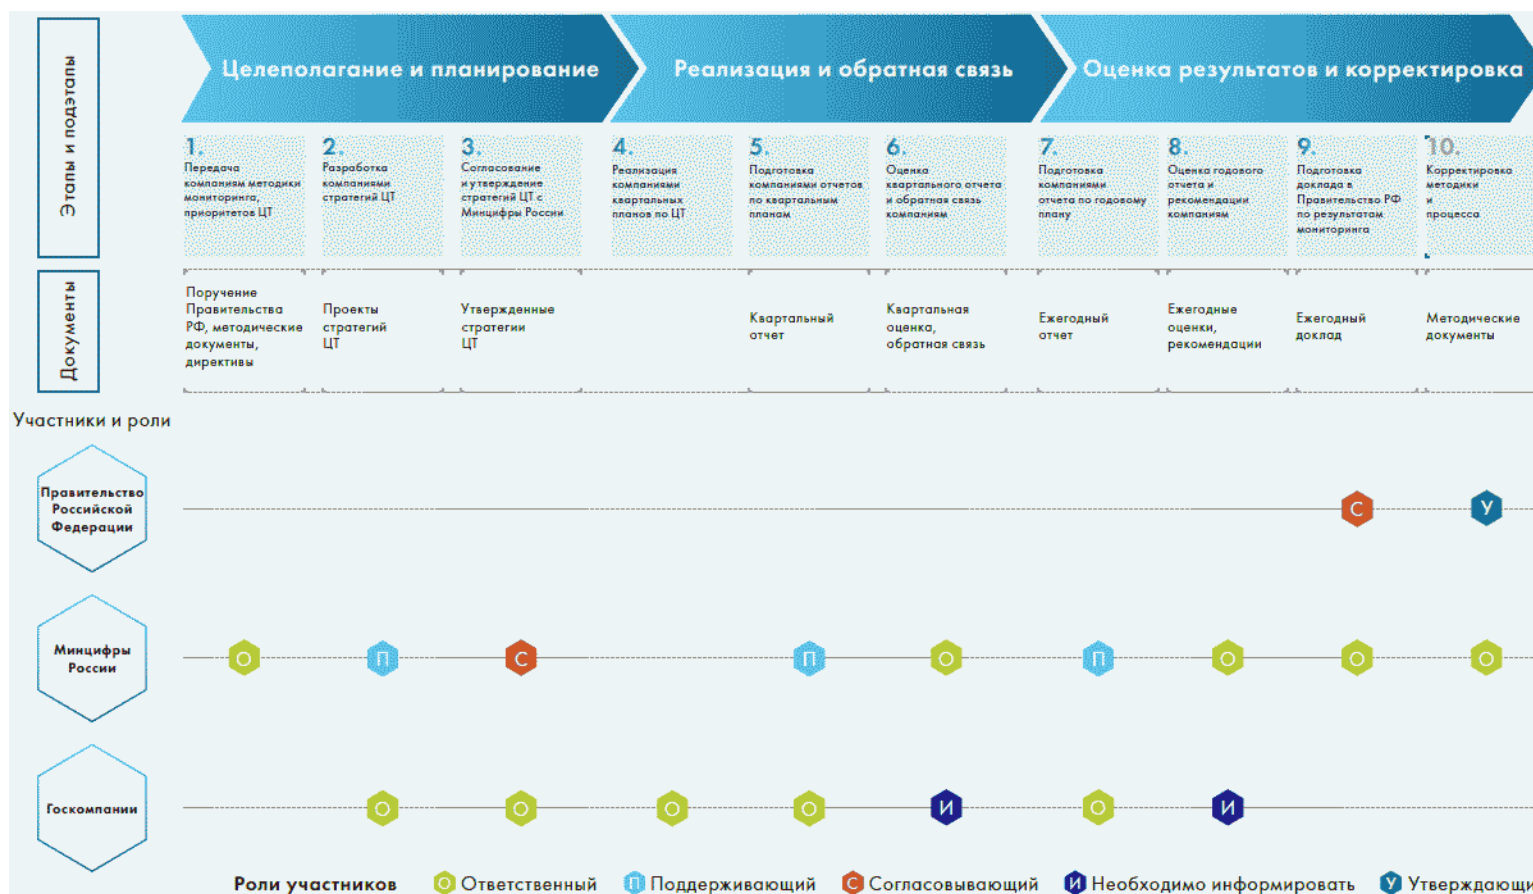 Этапы и подэтапы
Целеполагание и планирование
Реализация и обратная связь
Оценка результатов и корректировка
1.
Передача
компаниям методики
мониторинга,
приоритетов ЦТ
2.
Разработка
компаниями
стратегий ЦТ
3.
Согласование
и утверждение
стратегий ЦТ с
Минцифры России
4.
Реализация
компаниями
квартальных
планов по ЦТ
5.
Подготовка
компаниями отчетов
по квартальным
планам
6.
Оценка
квартального отчета
и обратная связь
компаниям
7.
Подготовка
компаниями
отчета по годовому
плану
8.
Оценка годового
отчета и
рекомендации
компаниям
9.
Подготовка
доклада в
Правительство РФ
по результатам
мониторинга
10.
Корректировка
методики
и
процесса
Документы
Поручение
Правительства
РФ, методические
документы,
директивы
Проекты
стратегий
ЦТ
Утвержденные
стратегии
ЦТ
Квартальный
отчет
Квартальная
оценка,
обратная связь
Ежегодный
отчет
Ежегодные
оценки,
рекомендации
Ежегодный
доклад
Методические
документы
Участники и роли
Правительство
Российской
Федерации
С У
Минцифры
России
О П С П О П О О О
Госкомпании
О О О О И О И
Роли участников О Ответственный П Поддерживающий С Согласовывающий И Необходимо информировать У Утверждающи